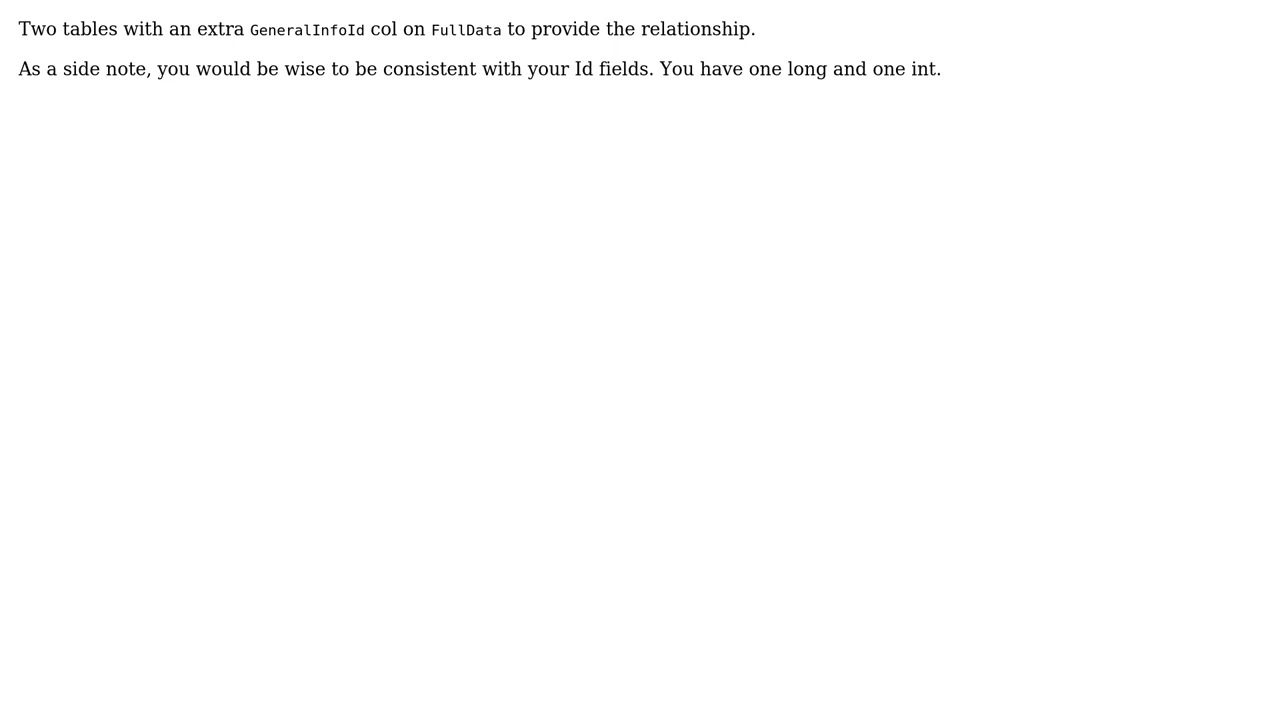 Two tables with an extra GeneralInfoId col on FullData to provide the relationship.
As a side note, you would be wise to be consistent with your Id fields. You have one long and one int.